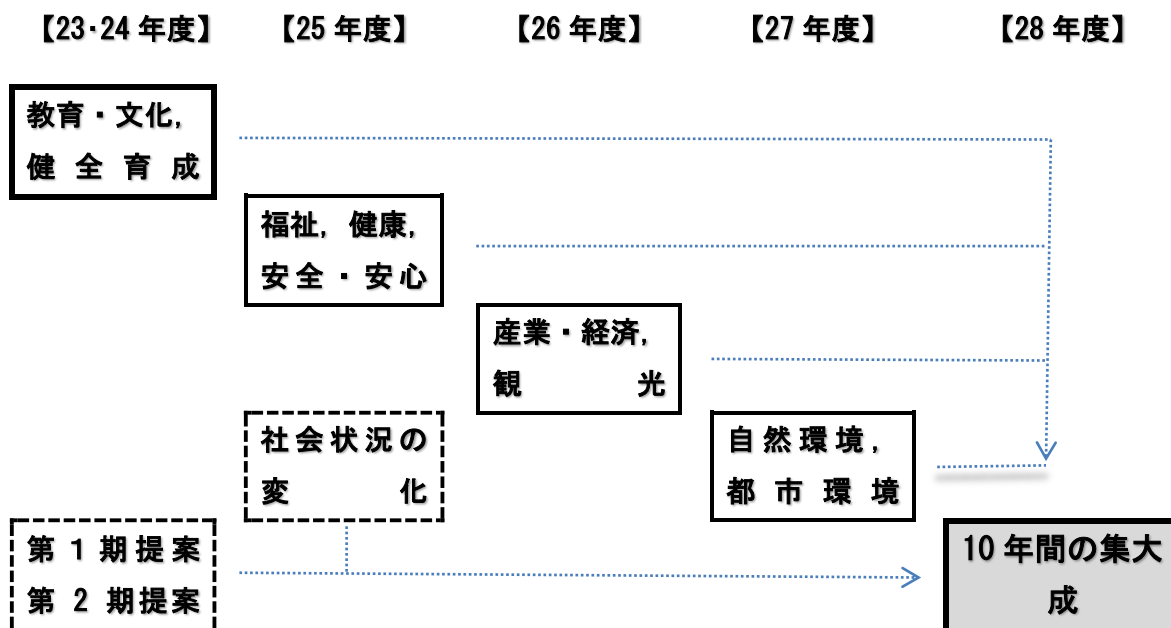 【23・24 年度】 【25 年度】 【26 年度】 【27 年度】 【28 年度】
教育・文化,
健全育成
福祉, 健康,
安全・安心
産業・経済,
観光
社会状況の
変化
自然環境,
都市環境
第1期提案
第2期提案
10 年間の集大
成